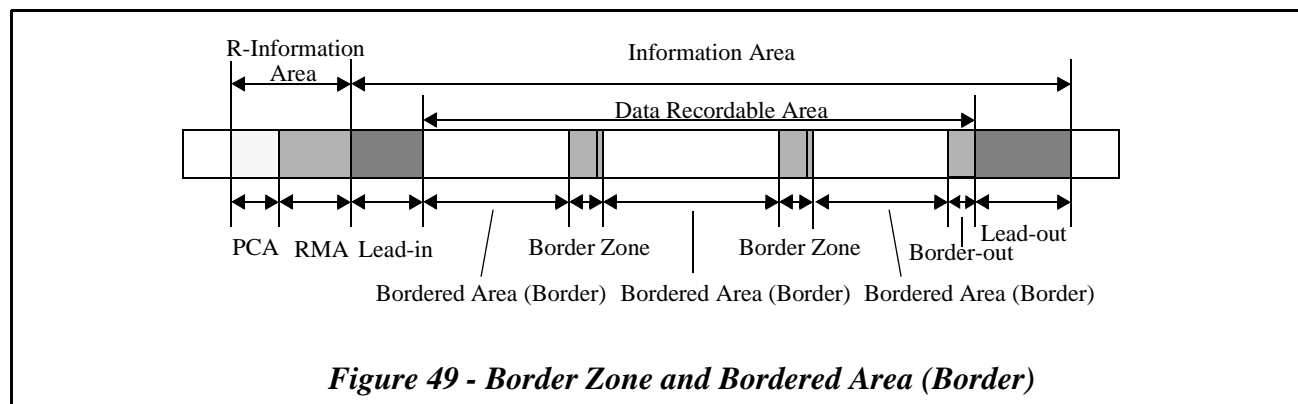 R-Information
Area
Information Area
Data Recordable Area
PCA
RMA
Lead-in
Border Zone
Border Zone
Border-out
Lead-out
Bordered Area (Border)
Bordered Area (Border)
Bordered Area (Border)
Figure 49 - Border Zone and Bordered Area (Border)